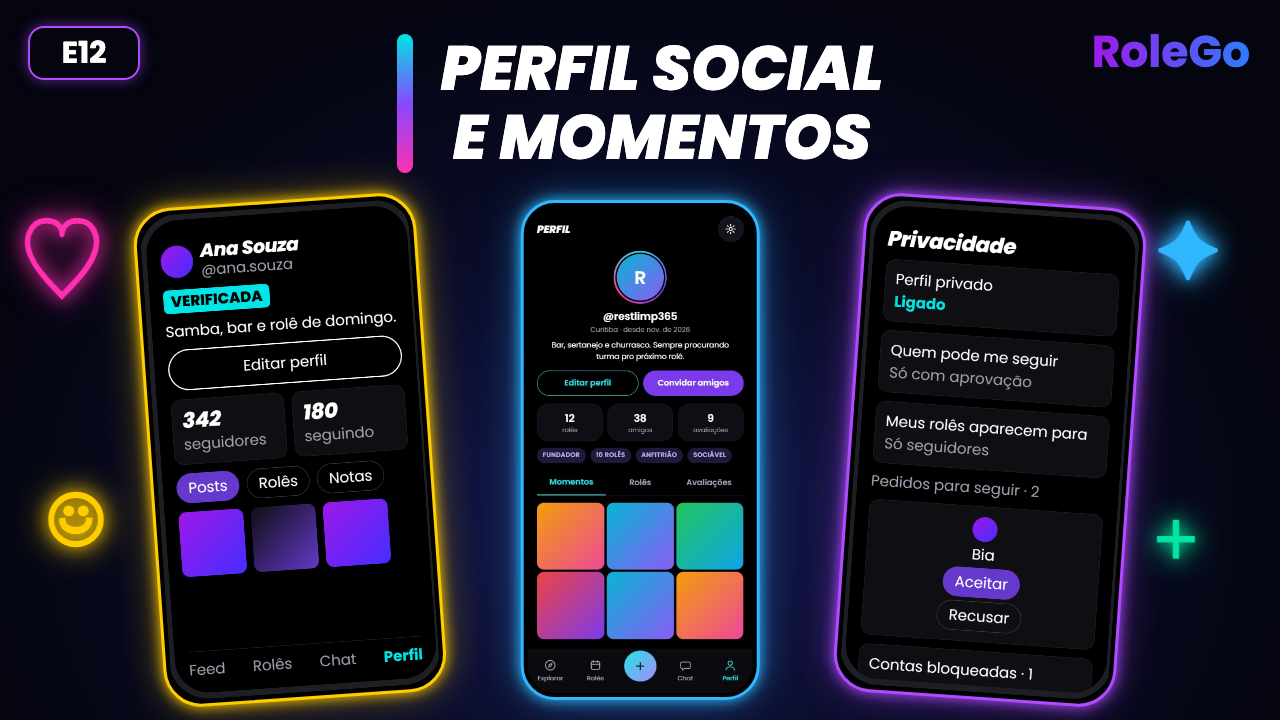 E12
PERFIL SOCIAL
E MOMENTOS
RoleGo
Ana Souza
@ana.souza
VERIFICADA
Samba, bar e rolê de domingo.
Editar perfil
342
seguidores
180
seguindo
Posts
Rolês
Notas
Feed
Rolês
Chat
Perfil
PERFIL
R
@restlimp365
Curitiba · desde nov. de 2026
Bar, sertanejo e churrasco. Sempre procurando
turma pro próximo rolê.
Editar perfil
Convidar amigos
12
rolês
38
amigos
9
avaliações
FUNDADOR
10 ROLÊS
ANFITRIÃO
SOCIÁVEL
Momentos
Rolês
Avaliações
Explorar
Rolês
+
Chat
Perfil
Privacidade
Perfil privado
Ligado
Quem pode me seguir
Só com aprovação
Meus rolês aparecem para
Só seguidores
Pedidos para seguir · 2
Bia
Aceitar
Recusar
Contas bloqueadas · 1